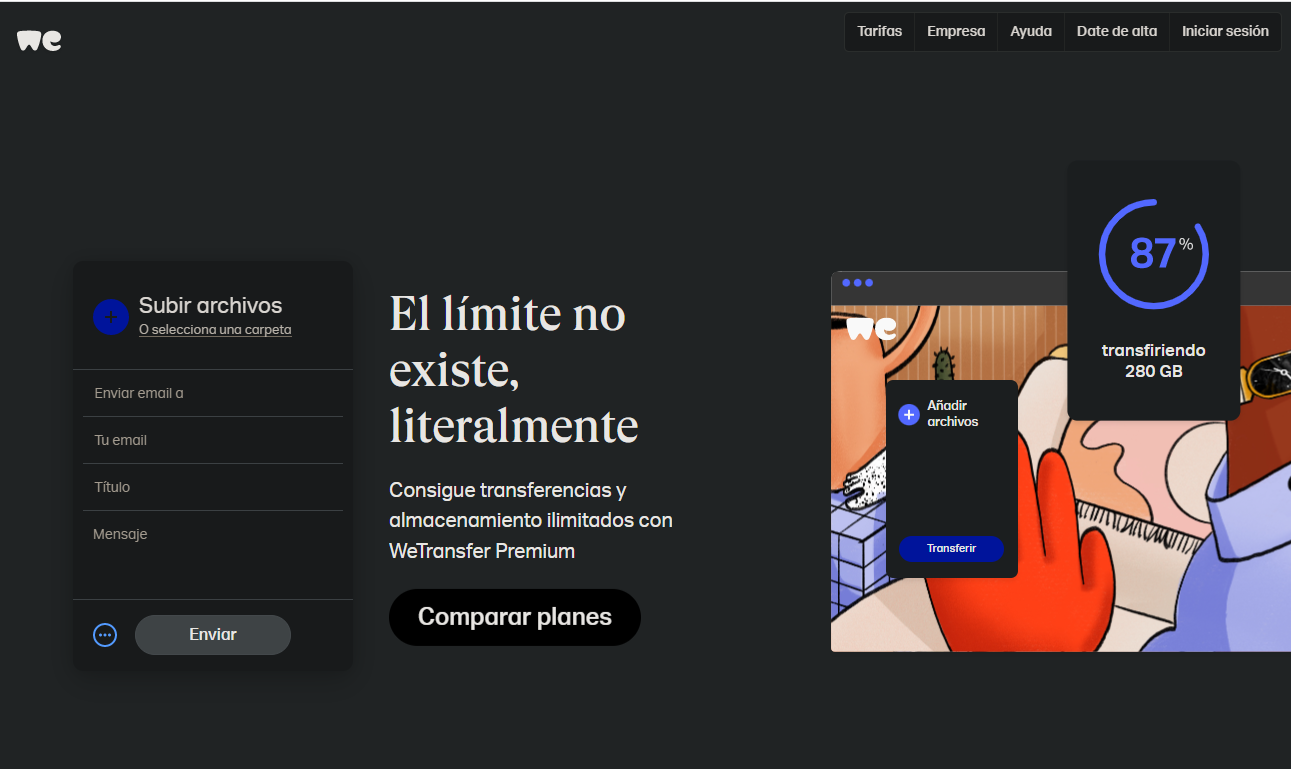 we
Tarifas
Empresa
Ayuda
Date de alta
Iniciar sesión
Subir archivos
O selecciona una carpeta
Enviar email a
Tu email
Título
Mensaje
Enviar
El límite no
existe,
literalmente
Consigue transferencias y
almacenamiento ilimitados con
WeTransfer Premium
Comparar planes
87%
transfiriendo
280 GB
we
Añadir
archivos
Transferir